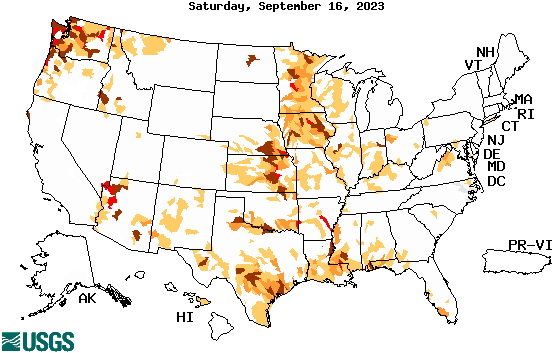 Saturday, September 16, 2023
NH
VT
MA
RI
CT
NJ
DE
MD
DC
PR-VI
AK
HI
USGS